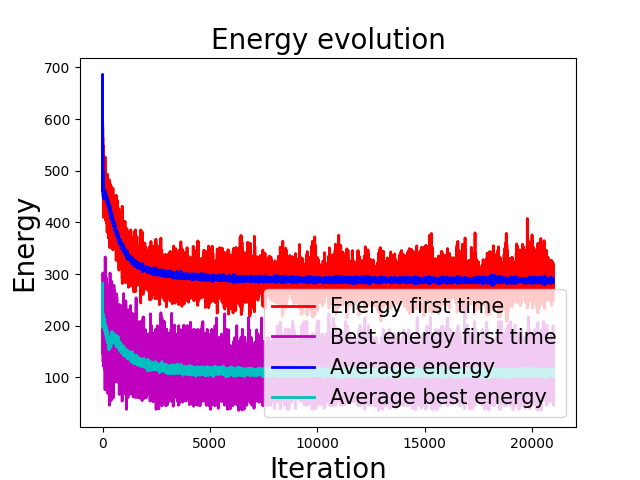 Energy evolution
Energy
700
600
500
400
300
200
100
Energy first time
Best energy first time
Average energy
Average best energy
0 5000 10000 15000 20000
Iteration